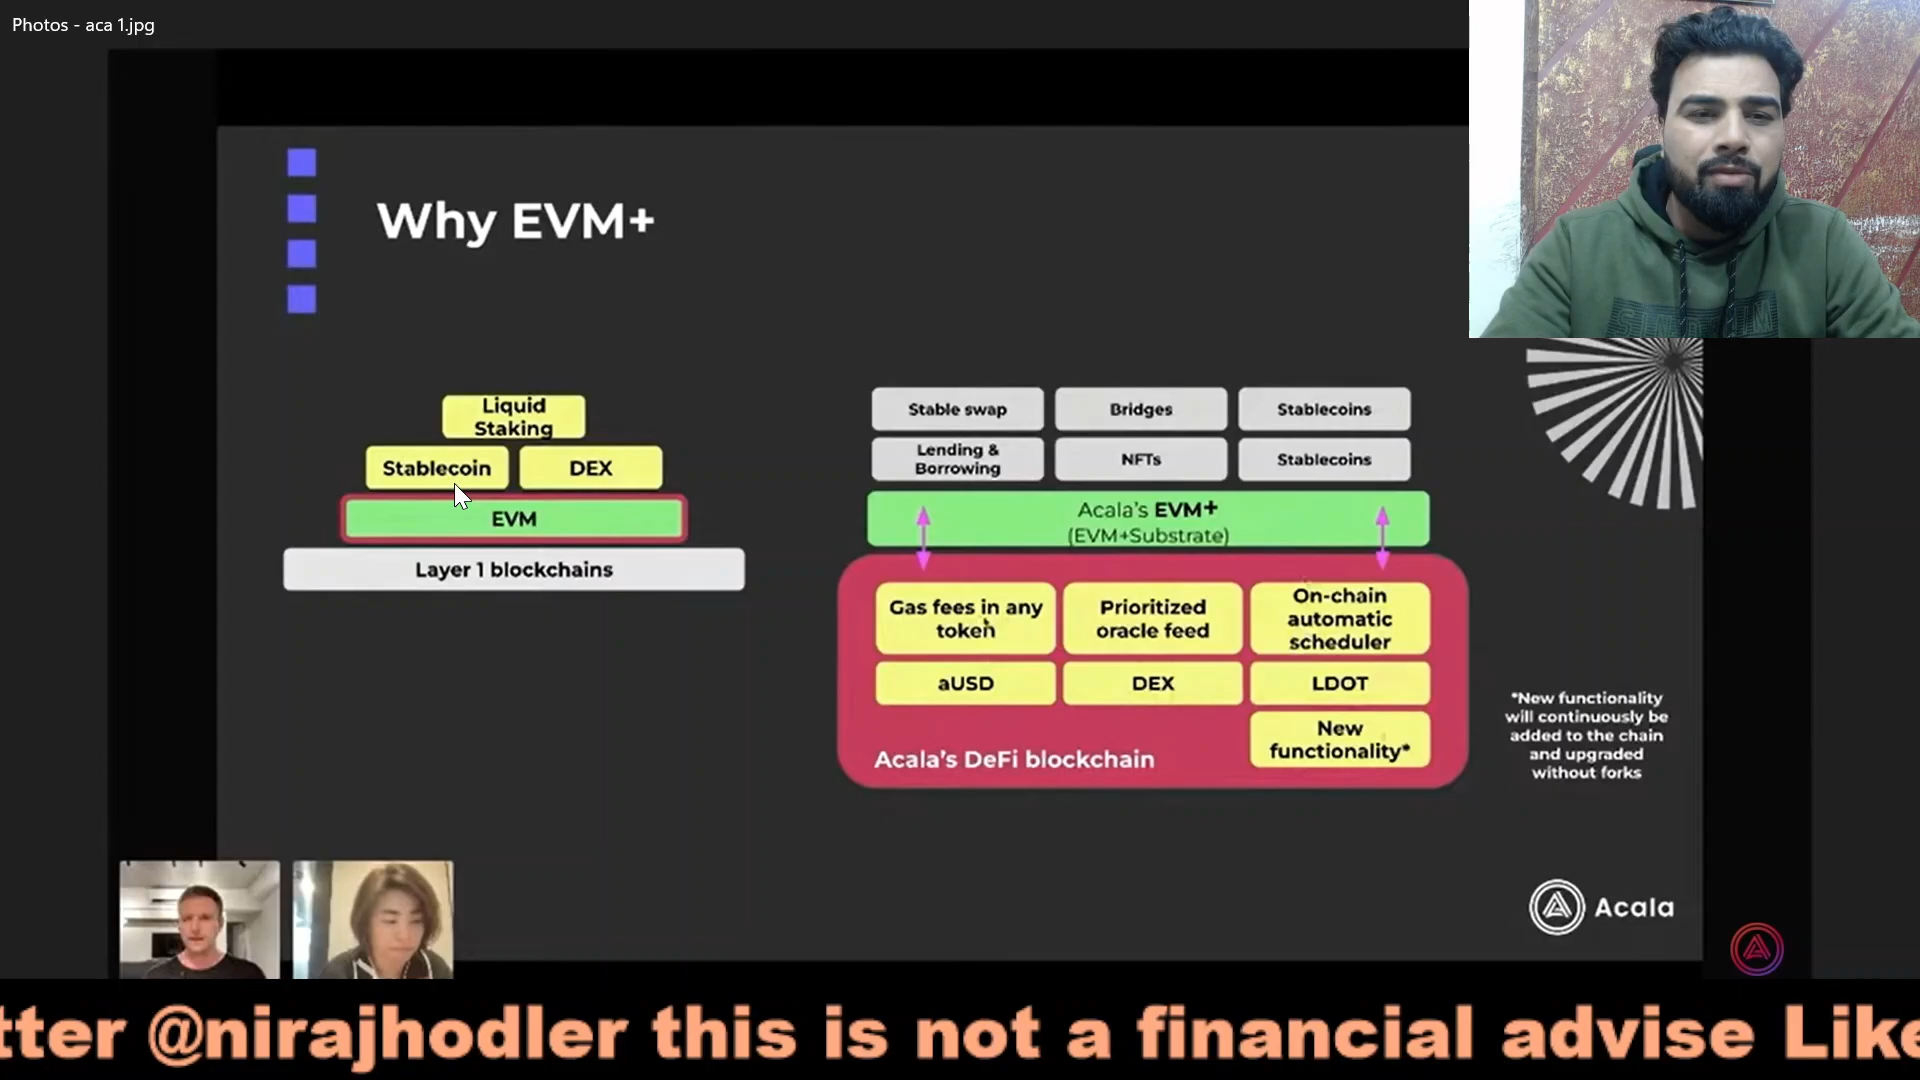 Photos - aca 1.jpg
Why EVM+
Liquid
Staking
Stablecoin
DEX
EVM
Layer 1 blockchains
Stable swap
Bridges
Stablecoins
Lending &
Borrowing
NFTs
Stablecoins
Acala's EVM+
(EVM+Substrate)
Gas fees in any
token
Prioritized
oracle feed
On-chain
automatic
scheduler
aUSD
DEX
LDOT
New
functionality*
Acala's DeFi blockchain
*New functionality
will continuously be
added to the chain
and upgraded
without forks
Acala
tter @nirajhodler this is not a financial advise Like